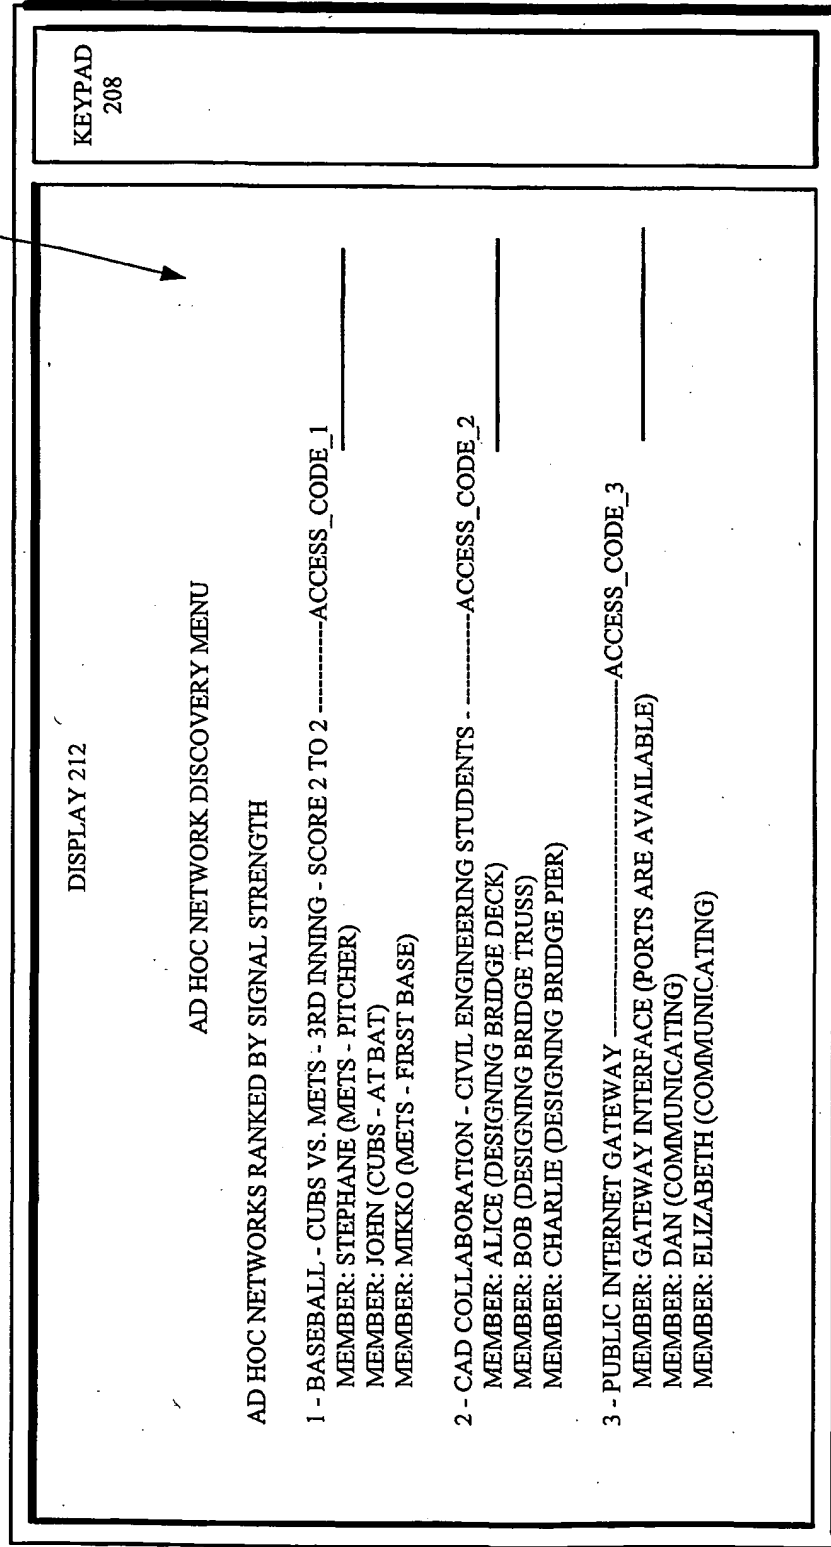 KEYPAD
208
DISPLAY 212
AD HOC NETWORK DISCOVERY MENU
AD HOC NETWORKS RANKED BY SIGNAL STRENGTH
1 - BASEBALL - CUBS VS. METS - 3RD INNING - SCORE 2 TO 2 ------------ACCESS_CODE_1
MEMBER: STEPHANE (METS - PITCHER)
MEMBER: JOHN (CUBS - AT BAT)
MEMBER: MIKKO (METS - FIRST BASE)
2 - CAD COLLABORATION - CIVIL ENGINEERING STUDENTS - ------------ACCESS_CODE_2
MEMBER: ALICE (DESIGNING BRIDGE DECK)
MEMBER: BOB (DESIGNING BRIDGE TRUSS)
MEMBER: CHARLIE (DESIGNING BRIDGE PIER)
3 - PUBLIC INTERNET GATEWAY --------------------------------------------ACCESS_CODE_3
MEMBER: GATEWAY INTERFACE (PORTS ARE AVAILABLE)
MEMBER: DAN (COMMUNICATING)
MEMBER: ELIZABETH (COMMUNICATING)